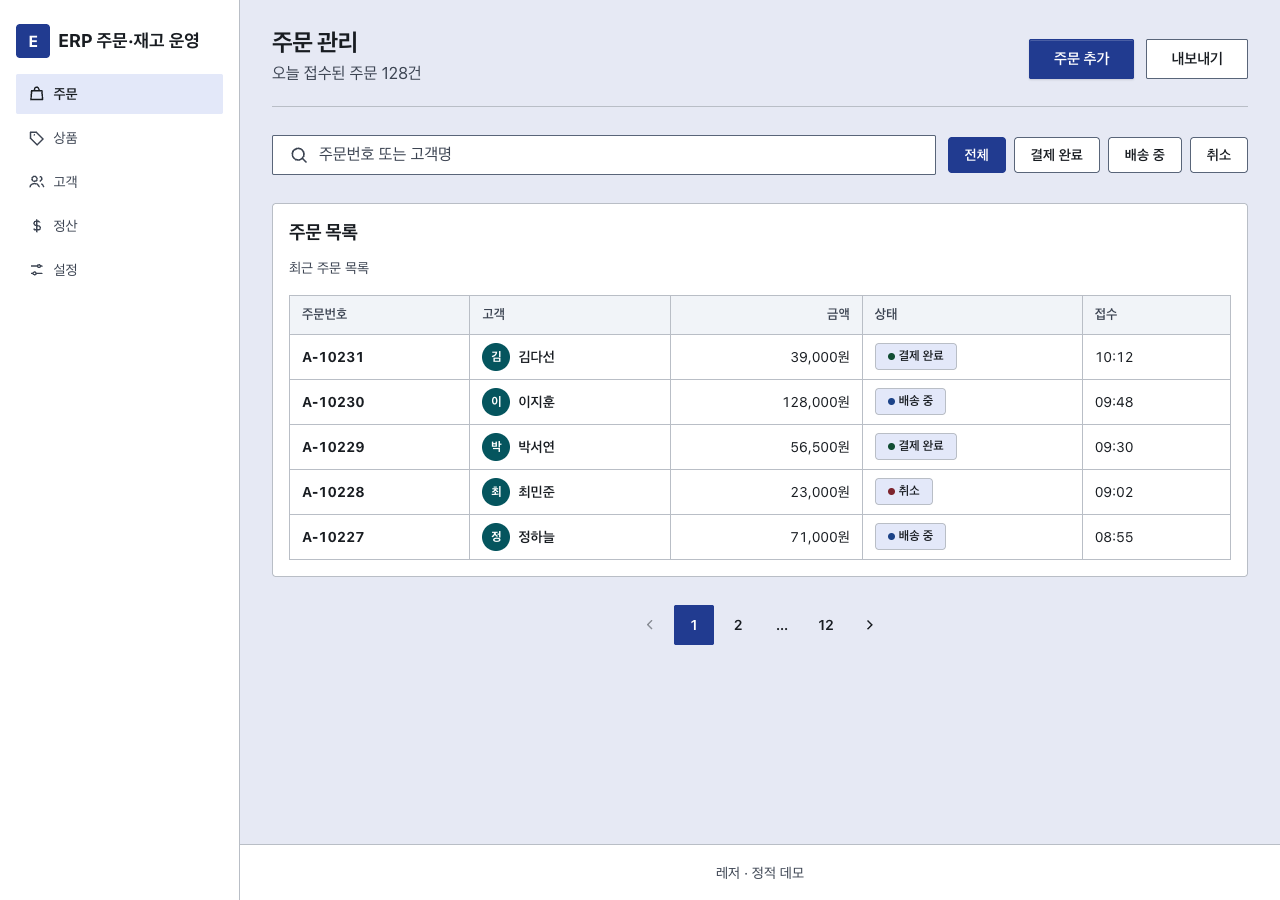 E ERP 주문·재고 운영
주문
상품
고객
정산
설정
주문 관리
오늘 접수된 주문 128건
주문 추가 내보내기
주문번호 또는 고객명
전체 결제 완료 배송 중 취소
주문 목록
최근 주문 목록
주문번호 고객 금액 상태 접수
A-10231 김 김다선 39,000원 결제 완료 10:12
A-10230 이 이지훈 128,000원 배송 중 09:48
A-10229 박 박서연 56,500원 결제 완료 09:30
A-10228 최 최민준 23,000원 취소 09:02
A-10227 정 정하늘 71,000원 배송 중 08:55
1 2 ... 12
레저 · 정적 데모